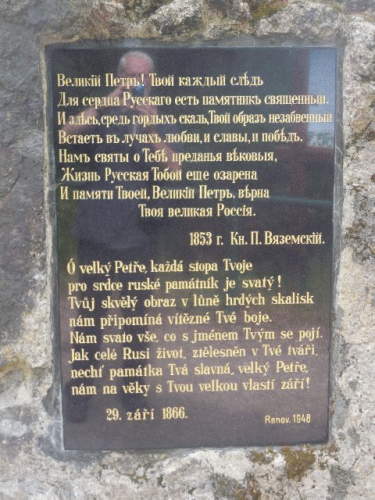 Великій Петръ! Твой каждый слѣдъ
Для сердца Русскаго есть памятникъ священный.
И здѣсь, средь гордыхъ скалъ, Твой образъ незабвенный
Встаетъ въ лучахъ любви, и славы, и побѣдъ.
Намъ святы о Тебѣ преданья вѣковыя,
Жизнь Русская Тобой еще озарена
И памяти Твоей, Великій Петръ, вѣрна
Твоя великая Россія.
1853 г. Кн. П. Вяземскій.
Ó velký Petře, každá stopa Tvoje
pro srdce ruské památník je svatý!
Tvůj skvělý obraz v lůně hrdých skalisk
nám připomíná vítězné Tvé boje.
Nám svato vše, co s jménem Tvým se pojí.
Jak celé Rusi život, ztělesněn v Tvé tváři,
nechť památka Tvá slavná, velký Petře,
nám na věky s Tvou velkou vlastí září!
29. září 1866.
Renov. 1948